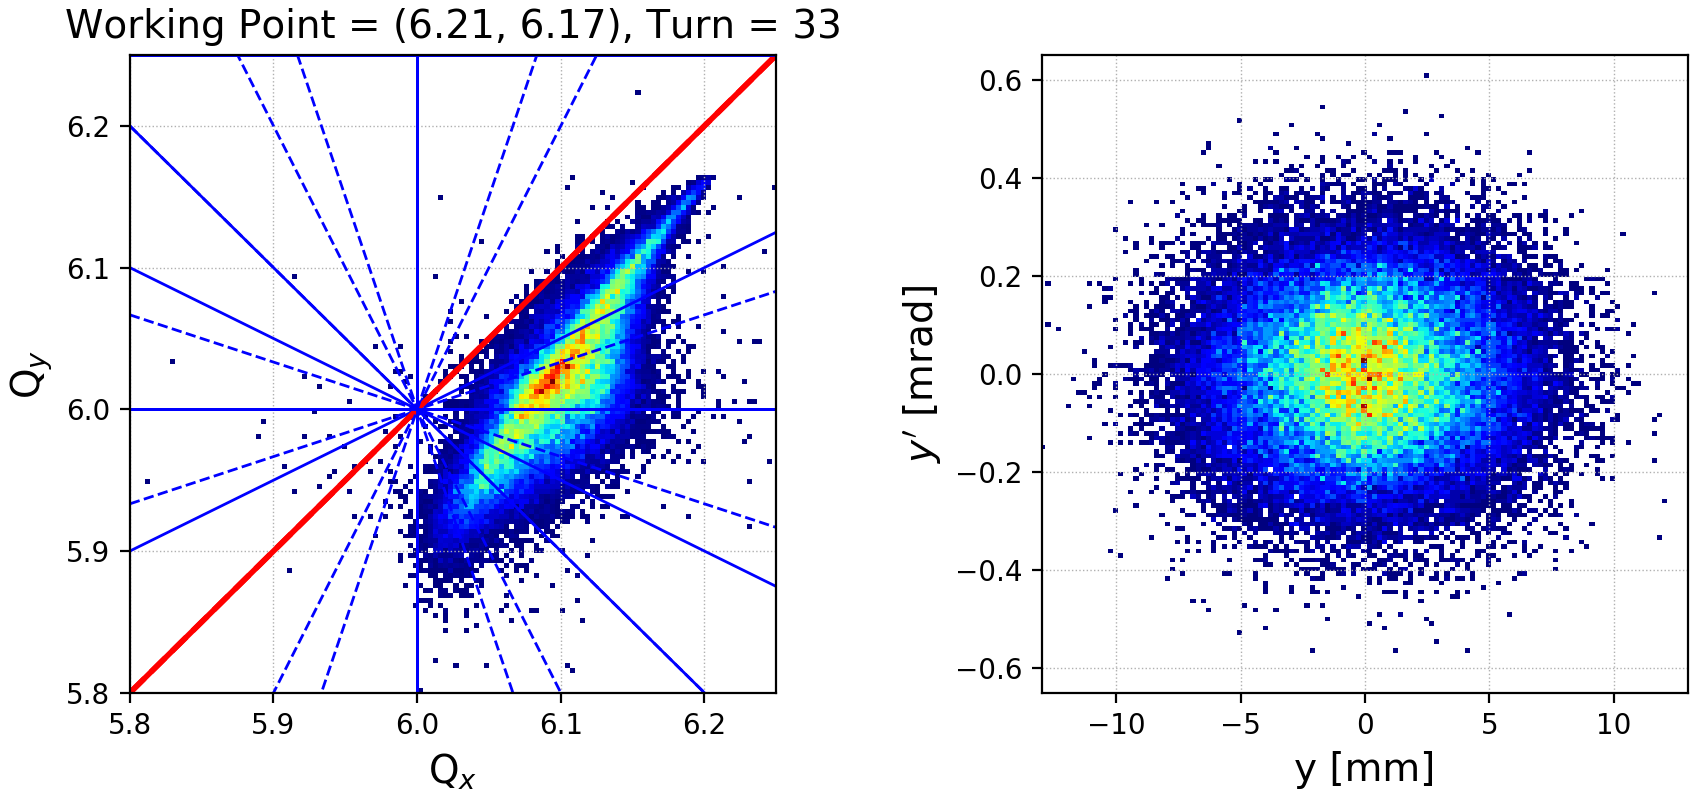 Working Point = (6.21, 6.17), Turn = 33
6.2
6.1
6.0
5.9
5.8
Q_y
5.8 5.9 6.0 6.1 6.2
Q_x
0.6
0.4
0.2
0.0
−0.2
−0.4
−0.6
y′ [mrad]
−10 −5 0 5 10
y [mm]